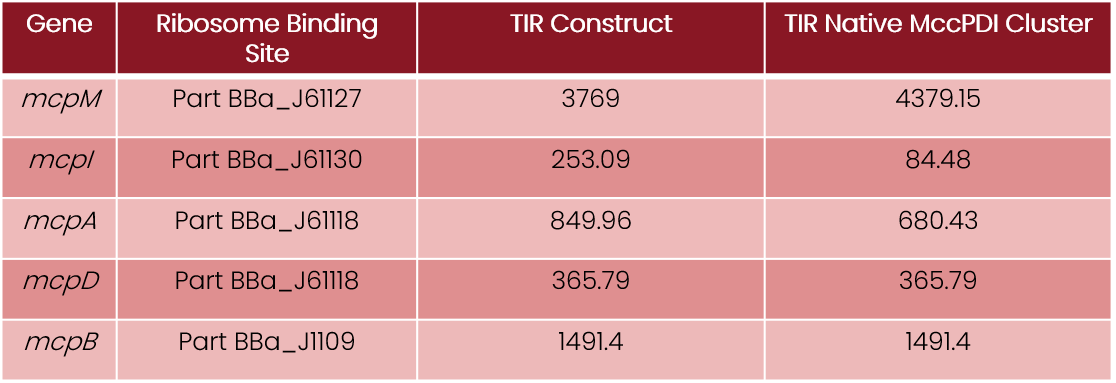 Gene Ribosome Binding Site TIR Construct TIR Native MccPDI Cluster
mcpM Part BBa_J61127 3769 4379.15
mcpI Part BBa_J61130 253.09 84.48
mcpA Part BBa_J61118 849.96 680.43
mcpD Part BBa_J61118 365.79 365.79
mcpB Part BBa_J1109 1491.4 1491.4